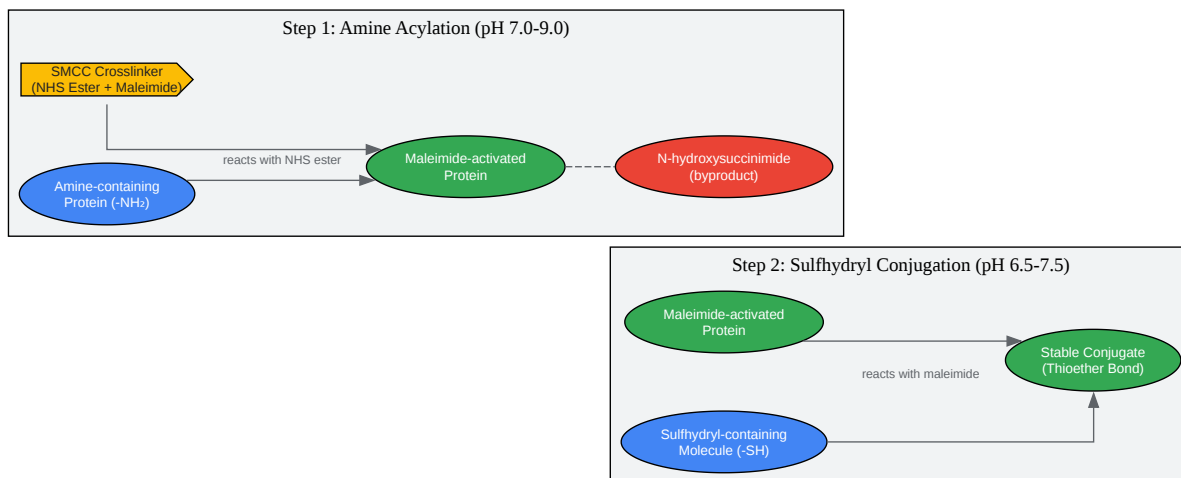 Step 1: Amine Acylation (pH 7.0-9.0)
SMCC Crosslinker
(NHS Ester + Maleimide)
reacts with NHS ester
Amine-containing
Protein (-NH₂)
Maleimide-activated
Protein
N-hydroxysuccinimide
(byproduct)
Step 2: Sulfhydryl Conjugation (pH 6.5-7.5)
Maleimide-activated
Protein
reacts with maleimide
Stable Conjugate
(Thioether Bond)
Sulfhydryl-containing
Molecule (-SH)